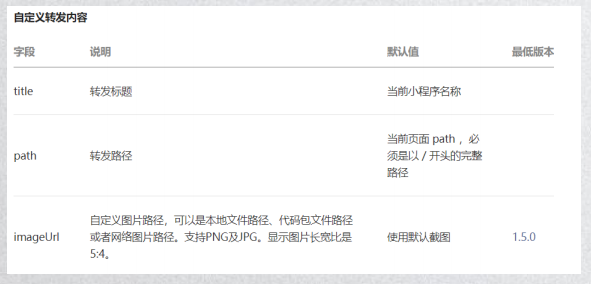 自定义转发内容
字段 说明 默认值 最低版本
title 转发标题 当前小程序名称
当前页面 path ，必
path 转发路径 须是以 / 开头的完整
路径
自定义图片路径，可以是本地文件路径、代码包文件路径
imageUrl 或者网络图片路径。支持PNG及JPG。显示图片长宽比是 使用默认截图 1.5.0
5:4。